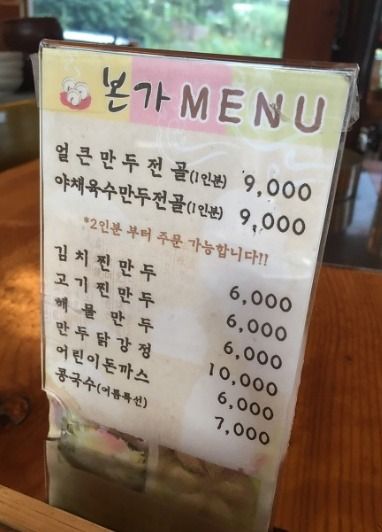 본가 MENU
얼큰만두전골(1인분) 9,000
야채육수만두전골(1인분) 9,000
*2인분 부터 주문 가능합니다!!
김치찐만두 6,000
고기찐만두 6,000
해물만두 6,000
만두닭강정 10,000
어린이돈까스 6,000
콩국수(여름특선) 7,000